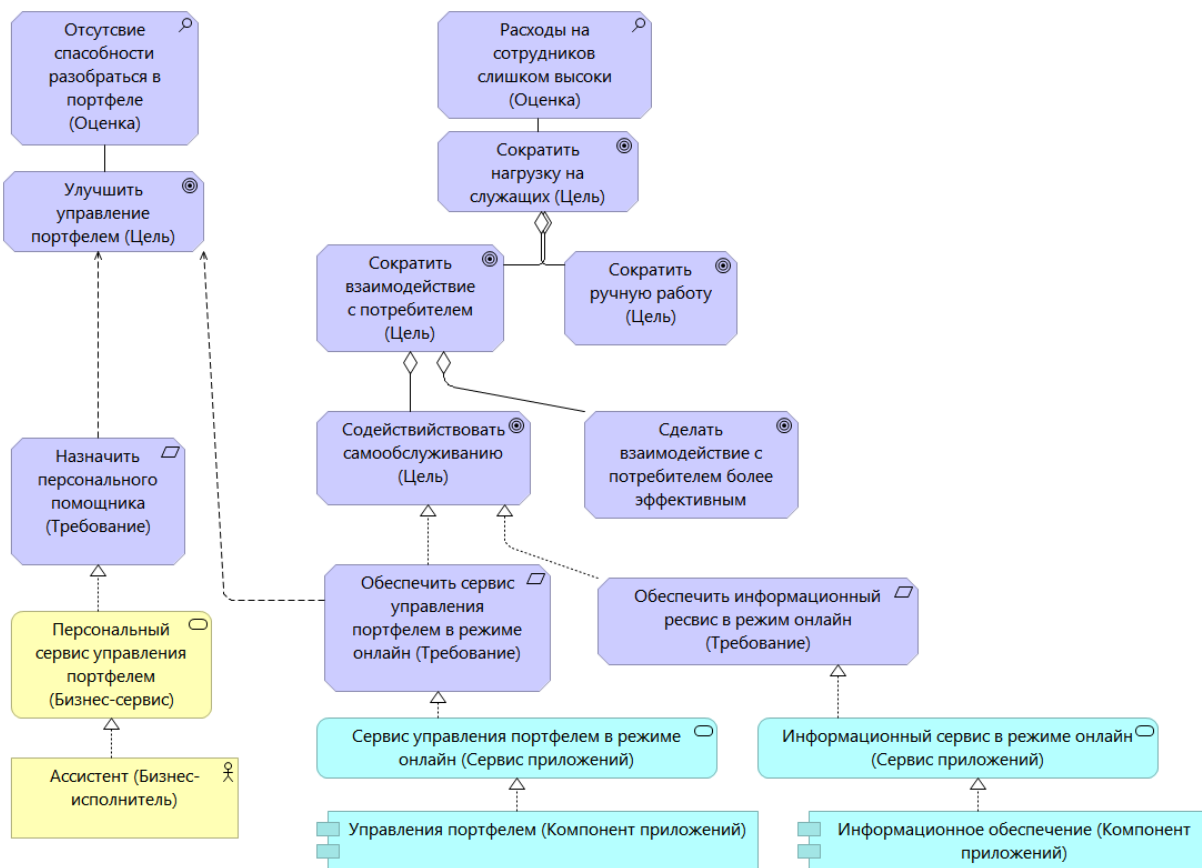 Отсутсвие
спасобности
разобраться в
портфеле
(Оценка)
Расходы на
сотрудников
слишком высоки
(Оценка)
Сократить
нагрузку на
служащих (Цель)
Улучшить
управление
портфелем (Цель)
Сократить
взаимодействие
с потребителем
(Цель)
Сократить
ручную работу
(Цель)
Содействийствовать
самообслуживанию
(Цель)
Сделать
взаимодействие с
потребителем более
эффективным
Назначить
персонального
помощника
(Требование)
Обеспечить сервис
управления
портфелем в режиме
онлайн (Требование)
Обеспечить информационный
ресвис в режим онлайн
(Требование)
Персональный
сервис управления
портфелем
(Бизнес-сервис)
Сервис управления портфелем в режиме
онлайн (Сервис приложений)
Информационный сервис в режиме онлайн
(Сервис приложений)
Ассистент (Бизнес-
исполнитель)
Управления портфелем (Компонент приложений)
Информационное обеспечение (Компонент
приложений)